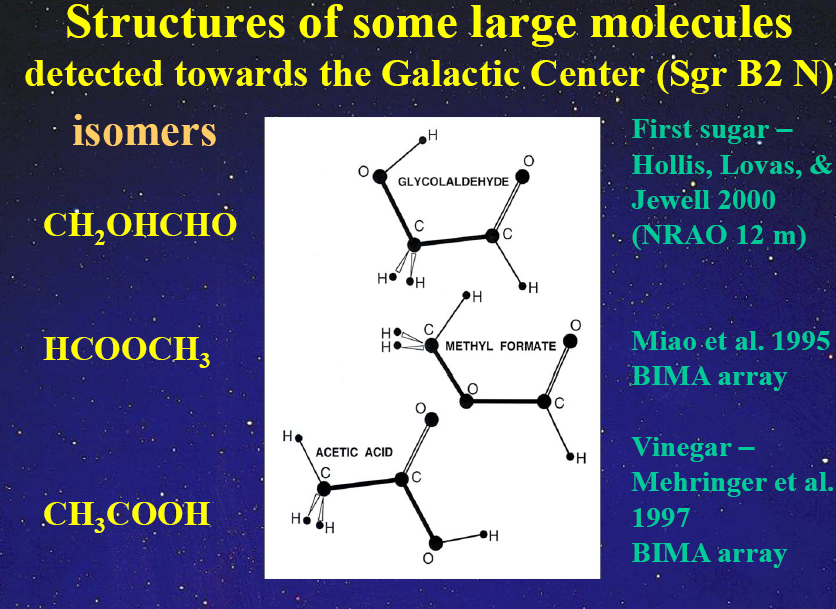 Structures of some large molecules
detected towards the Galactic Center (Sgr B2 N)
isomers
CH₂OHCHO
HCOOCH₃
CH₃COOH
H
O
O
GLYCOLALDEHYDE
C
C
H
H
H
H
H
H
C
O
METHYL FORMATE
O
C
H
O
H
ACETIC ACID
C
C
H
H
H
O
First sugar –
Hollis, Lovas, &
Jewell 2000
(NRAO 12 m)
Miao et al. 1995
BIMA array
Vinegar –
Mehringer et al.
1997
BIMA array